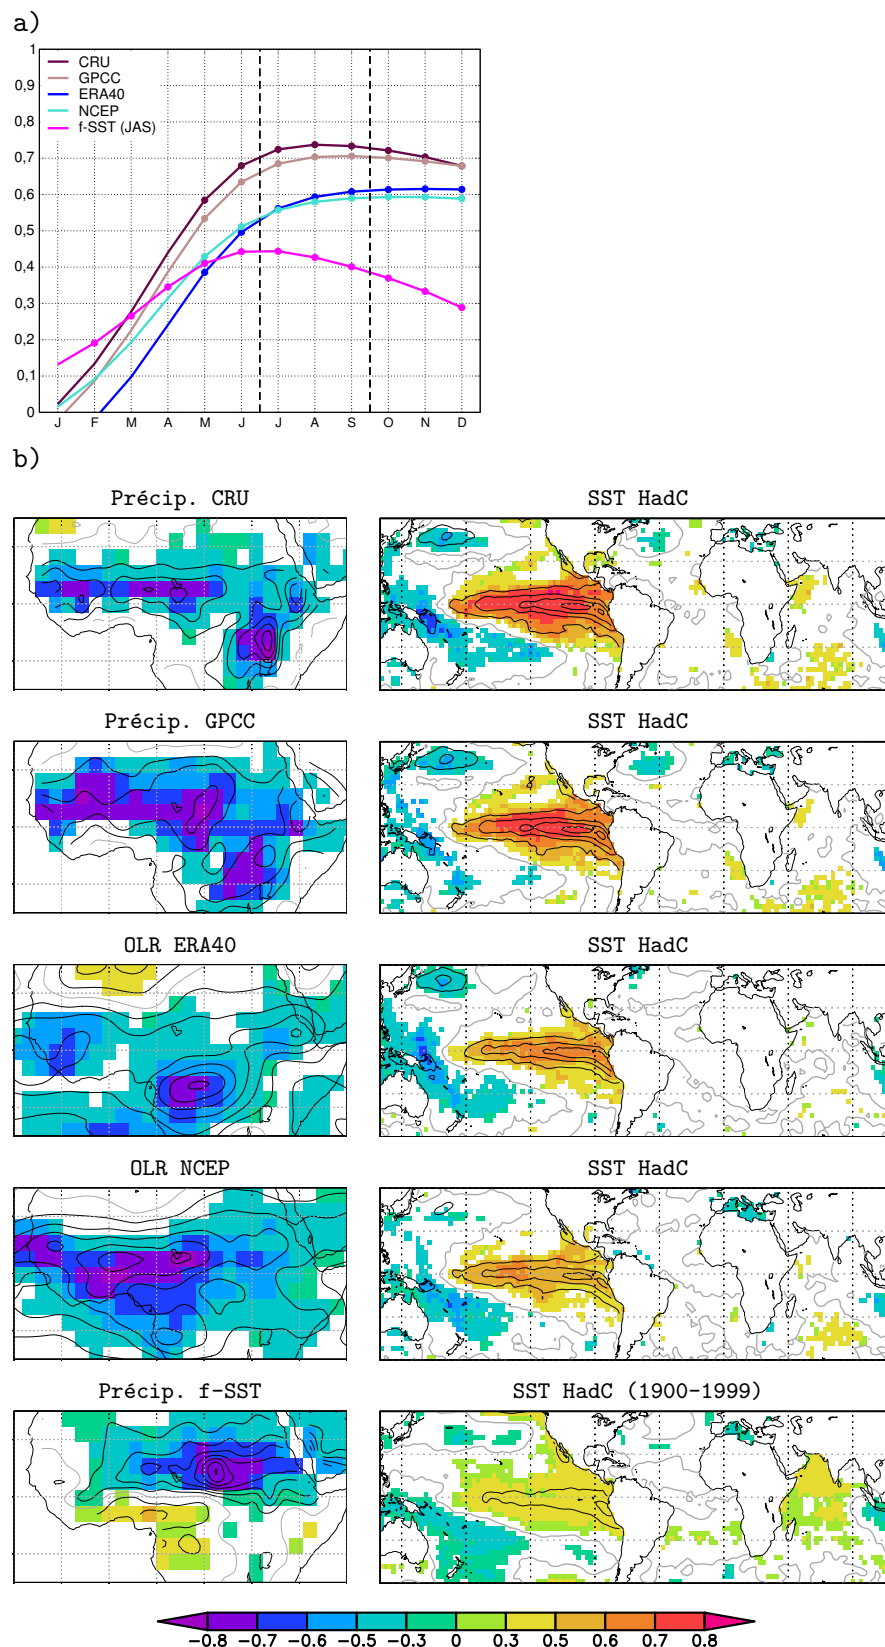 a)
1
0,9
0,8
0,7
0,6
0,5
0,4
0,3
0,2
0,1
0
CRU
GPCC
ERA40
NCEP
f-SST (JAS)
J F M A M J J A S O N D
b)
Précip. CRU SST HadC
Précip. GPCC SST HadC
OLR ERA40 SST HadC
OLR NCEP SST HadC
Précip. f-SST SST HadC (1900-1999)
-0.8 -0.7 -0.6 -0.5 -0.3 0 0.3 0.5 0.6 0.7 0.8